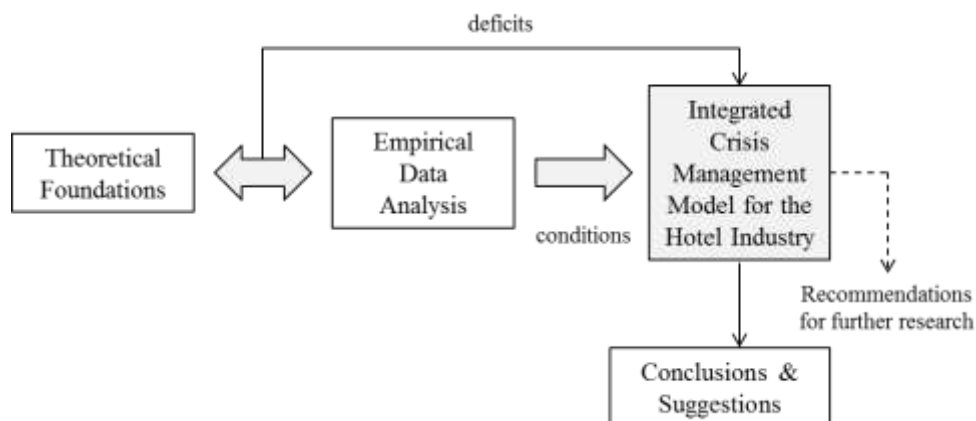 deficits
Theoretical
Foundations
Empirical
Data
Analysis
conditions
Integrated
Crisis
Management
Model for the
Hotel Industry
Recommendations
for further research
Conclusions &
Suggestions